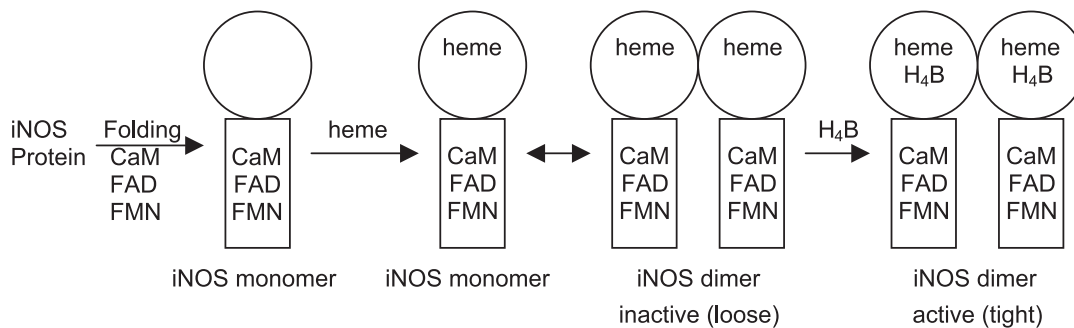 iNOS
Protein
Folding
CaM
FAD
FMN
CaM
FAD
FMN
iNOS monomer
heme
heme
CaM
FAD
FMN
iNOS monomer
heme
heme
CaM
FAD
FMN
CaM
FAD
FMN
iNOS dimer
inactive (loose)
H₄B
heme
H₄B
heme
H₄B
CaM
FAD
FMN
CaM
FAD
FMN
iNOS dimer
active (tight)